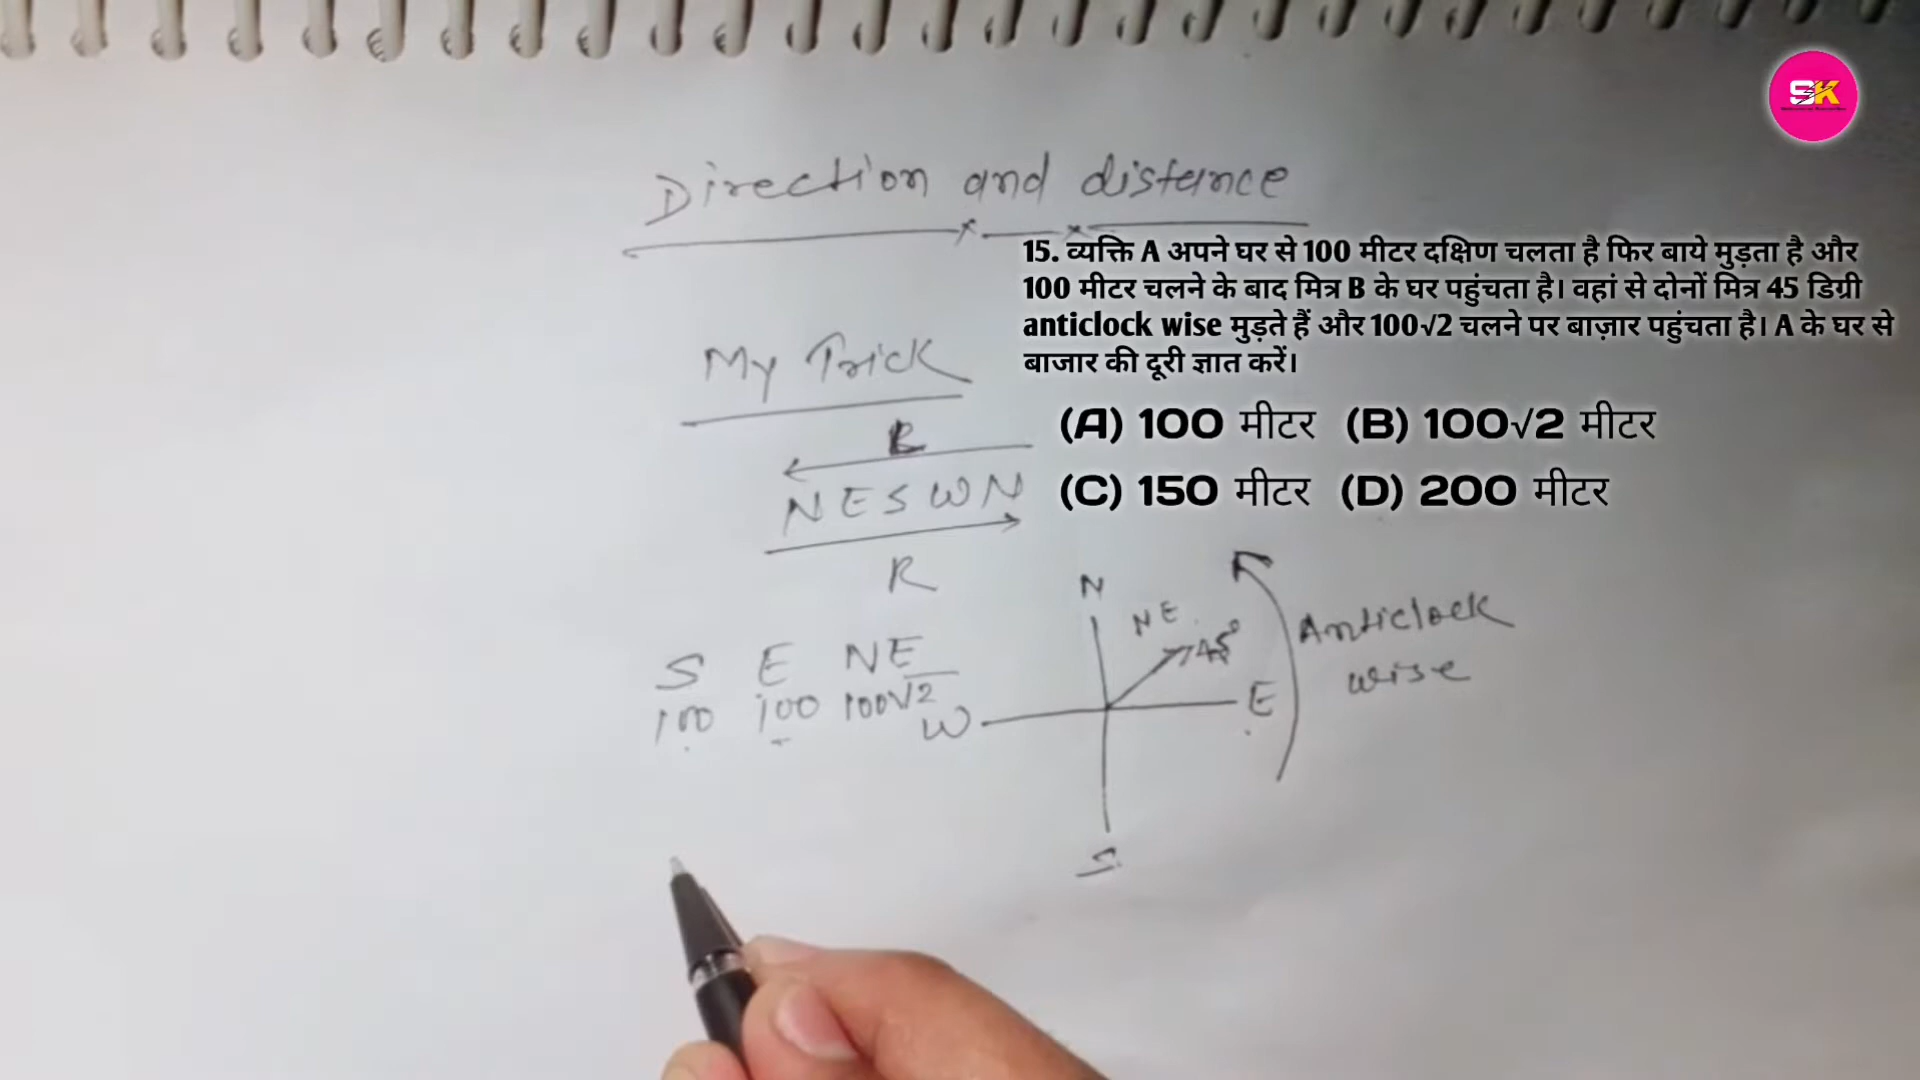 SK
Direction and distance
15. व्यक्ति A अपने घर से 100 मीटर दक्षिण चलता है फिर बाये मुड़ता है और
100 मीटर चलने के बाद मित्र B के घर पहुंचता है। वहां से दोनों मित्र 45 डिग्री
anticlock wise मुड़ते हैं और 100√2 चलने पर बाज़ार पहुंचता है। A के घर से
बाजार की दूरी ज्ञात करें।
(A) 100 मीटर (B) 100√2 मीटर
(C) 150 मीटर (D) 200 मीटर
My Trick
L
NESWN
R
S E NE
100 100 100√2
N
NE
45°
W E
S
Anticlock
wise